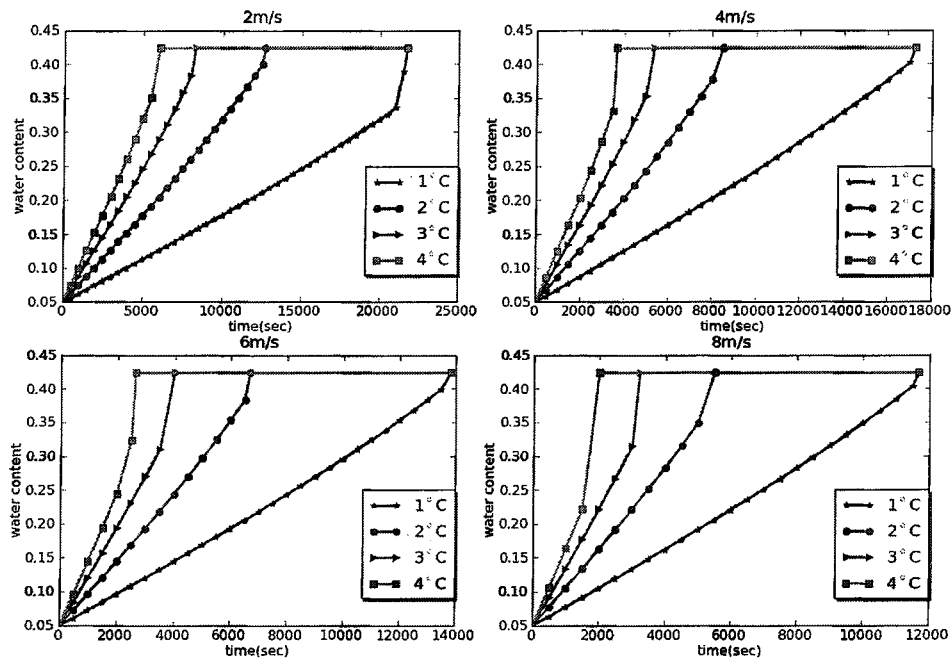 2m/s
0.45
0.40
0.35
0.30
0.25
0.20
0.15
0.10
0.05
water content
0 5000 10000 15000 20000 25000
time(sec)
1°C
2°C
3°C
4°C
4m/s
0.45
0.40
0.35
0.30
0.25
0.20
0.15
0.10
0.05
water content
0 2000 4000 6000 8000 10000 12000 14000 16000 18000
time(sec)
1°C
2°C
3°C
4°C
6m/s
0.45
0.40
0.35
0.30
0.25
0.20
0.15
0.10
0.05
water content
0 2000 4000 6000 8000 10000 12000 14000
time(sec)
1°C
2°C
3°C
4°C
8m/s
0.45
0.40
0.35
0.30
0.25
0.20
0.15
0.10
0.05
water content
0 2000 4000 6000 8000 10000 12000
time(sec)
1°C
2°C
3°C
4°C